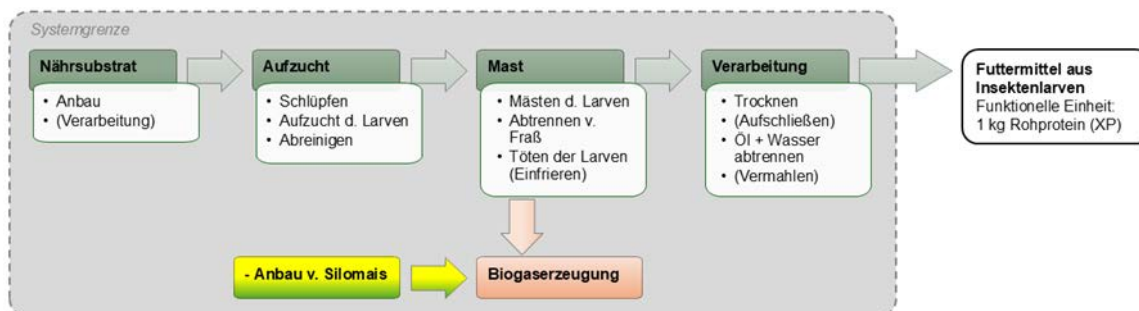 Systemgrenze
Nährsubstrat
• Anbau
• (Verarbeitung)
Aufzucht
• Schlüpfen
• Aufzucht d. Larven
• Abreinigen
Mast
• Mästen d. Larven
• Abtrennen v.
Fraß
• Töten der Larven
(Einfrieren)
Verarbeitung
• Trocknen
• (Aufschließen)
• Öl + Wasser
abtrennen
• (Vermahlen)
Futtermittel aus
Insektenlarven
Funktionelle Einheit:
1 kg Rohprotein (XP)
- Anbau v. Silomais
Biogaserzeugung